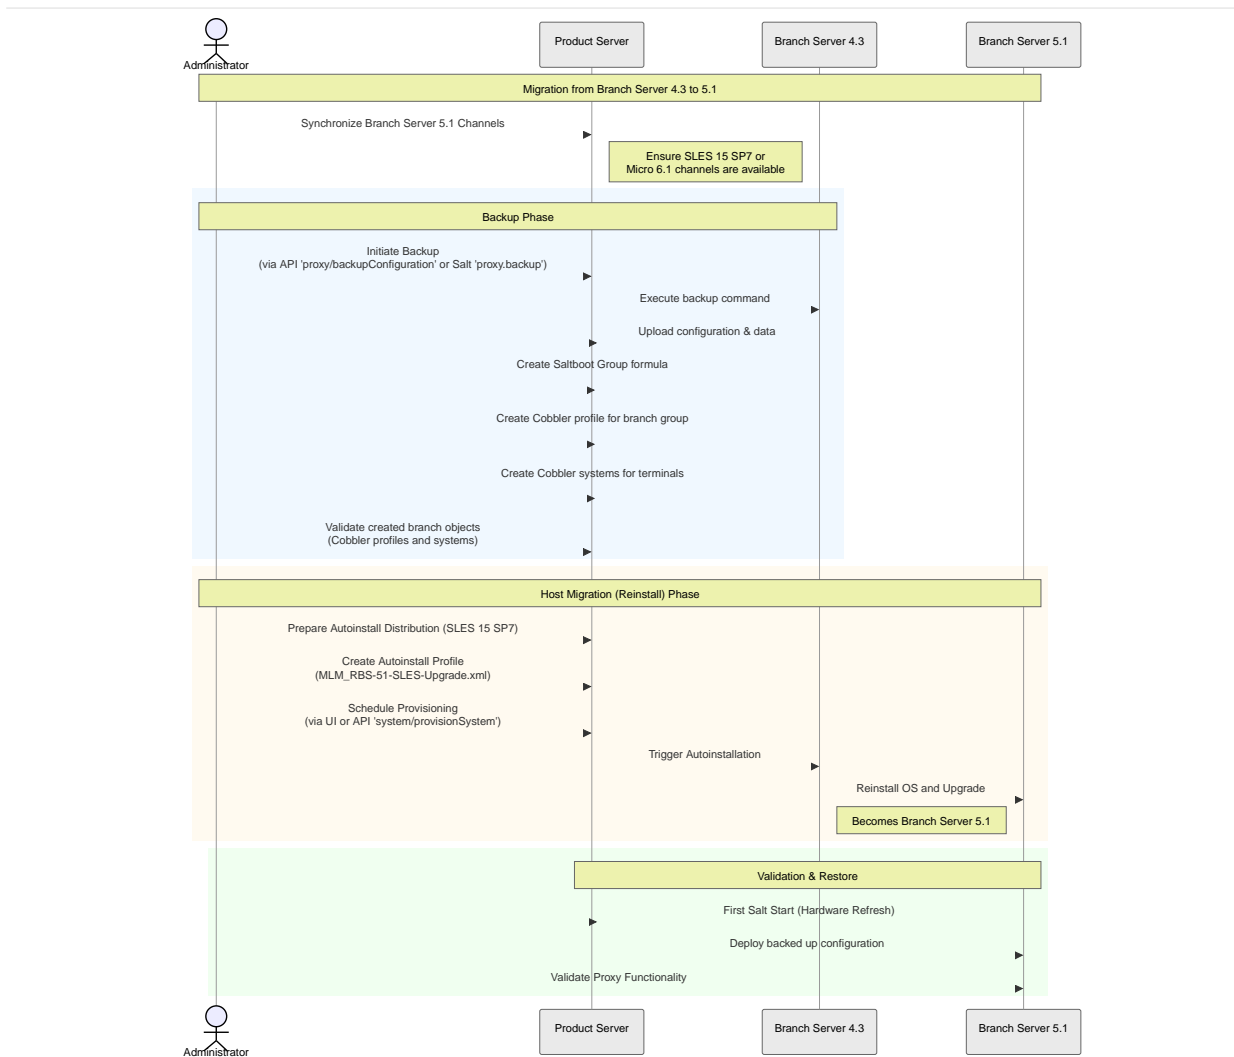 Administrator
Product Server
Branch Server 4.3
Branch Server 5.1
Migration from Branch Server 4.3 to 5.1
Synchronize Branch Server 5.1 Channels
Ensure SLES 15 SP7 or
Micro 6.1 channels are available
Backup Phase
Initiate Backup
(via API 'proxy/backupConfiguration' or Salt 'proxy.backup')
Execute backup command
Upload configuration & data
Create Saltboot Group formula
Create Cobbler profile for branch group
Create Cobbler systems for terminals
Validate created branch objects
(Cobbler profiles and systems)
Host Migration (Reinstall) Phase
Prepare Autoinstall Distribution (SLES 15 SP7)
Create Autoinstall Profile
(MLM_RBS-51-SLES-Upgrade.xml)
Schedule Provisioning
(via UI or API 'system/provisionSystem')
Trigger Autoinstallation
Reinstall OS and Upgrade
Becomes Branch Server 5.1
Validation & Restore
First Salt Start (Hardware Refresh)
Deploy backed up configuration
Validate Proxy Functionality
Administrator
Product Server
Branch Server 4.3
Branch Server 5.1